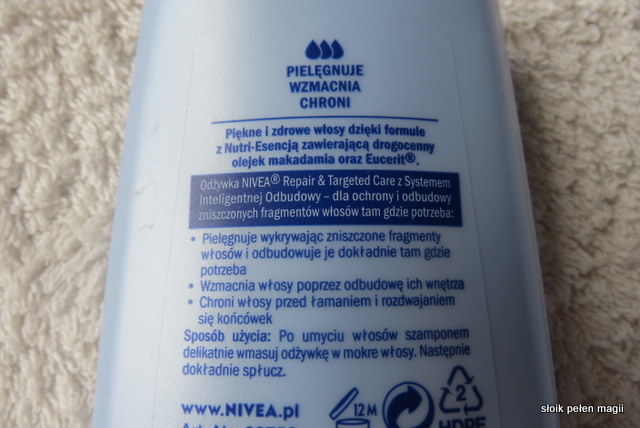 PIELĘGNUJE
WZMACNIA
CHRONI
Piękne i zdrowe włosy dzięki formule
z Nutri-Esencją zawierającą drogocenny
olejek makadamia oraz Eucerit®.
Odżywka NIVEA® Repair & Targeted Care z Systemem
Inteligentnej Odbudowy – dla ochrony i odbudowy
zniszczonych fragmentów włosów tam gdzie potrzeba:
• Pielęgnuje wykrywając zniszczone fragmenty
włosów i odbudowuje je dokładnie tam gdzie
potrzeba
• Wzmacnia włosy poprzez odbudowę ich wnętrza
• Chroni włosy przed łamaniem i rozdwajaniem
się końcówek
Sposób użycia: Po umyciu włosów szamponem
delikatnie wmasuj odżywkę w mokre włosy. Następnie
dokładnie spłucz.
www.NIVEA.pl
12M
2
HDPE
słoik pełen magii